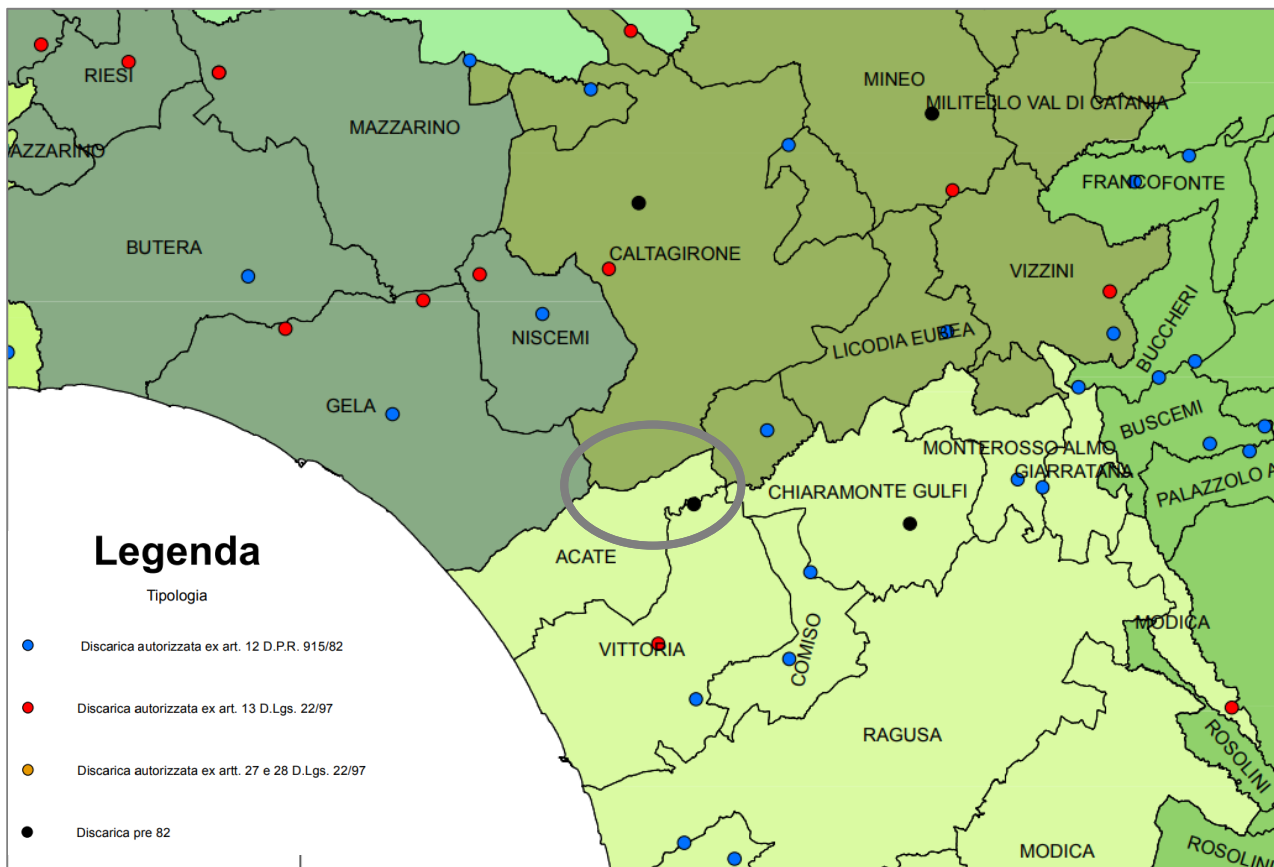 RIESI
MINEO
MILITELLO VAL DI CATANIA
MAZZARINO
AZZARINO
FRANCOFONTE
BUTERA
CALTAGIRONE
VIZZINI
NISCEMI
LICODIA EUBEA
BUCCHERI
GELA
BUSCEMI
MONTEROSSO ALMO
GIARRATANA
CHIARAMONTE GULFI
PALAZZOLO A
ACATE
MODICA
VITTORIA
COMISO
RAGUSA
ROSOLINI
MODICA
ROSOLINI
Legenda
Tipologia
Discarica autorizzata ex art. 12 D.P.R. 915/82
Discarica autorizzata ex art. 13 D.Lgs. 22/97
Discarica autorizzata ex artt. 27 e 28 D.Lgs. 22/97
Discarica pre 82